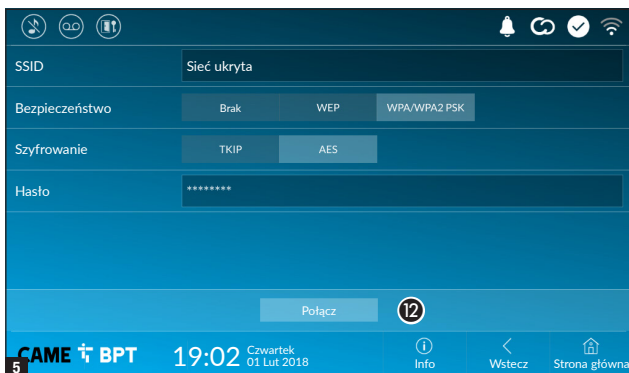 SSID Sieć ukryta
Bezpieczeństwo Brak WEP WPA/WPA2 PSK
Szyfrowanie TKIP AES
Hasło ********
Połącz 12
5 CAME BPT 19:02 Czwartek
01 Lut 2018
Info Wstecz Strona główna